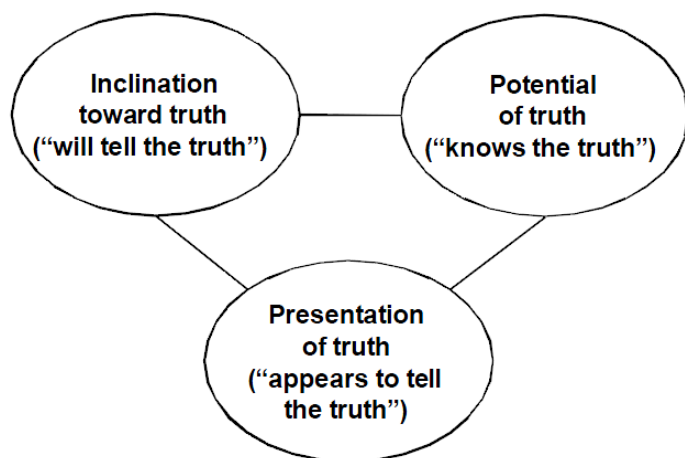 Inclination
toward truth
(“will tell the truth”)
Potential
of truth
(“knows the truth”)
Presentation
of truth
(“appears to tell
the truth”)